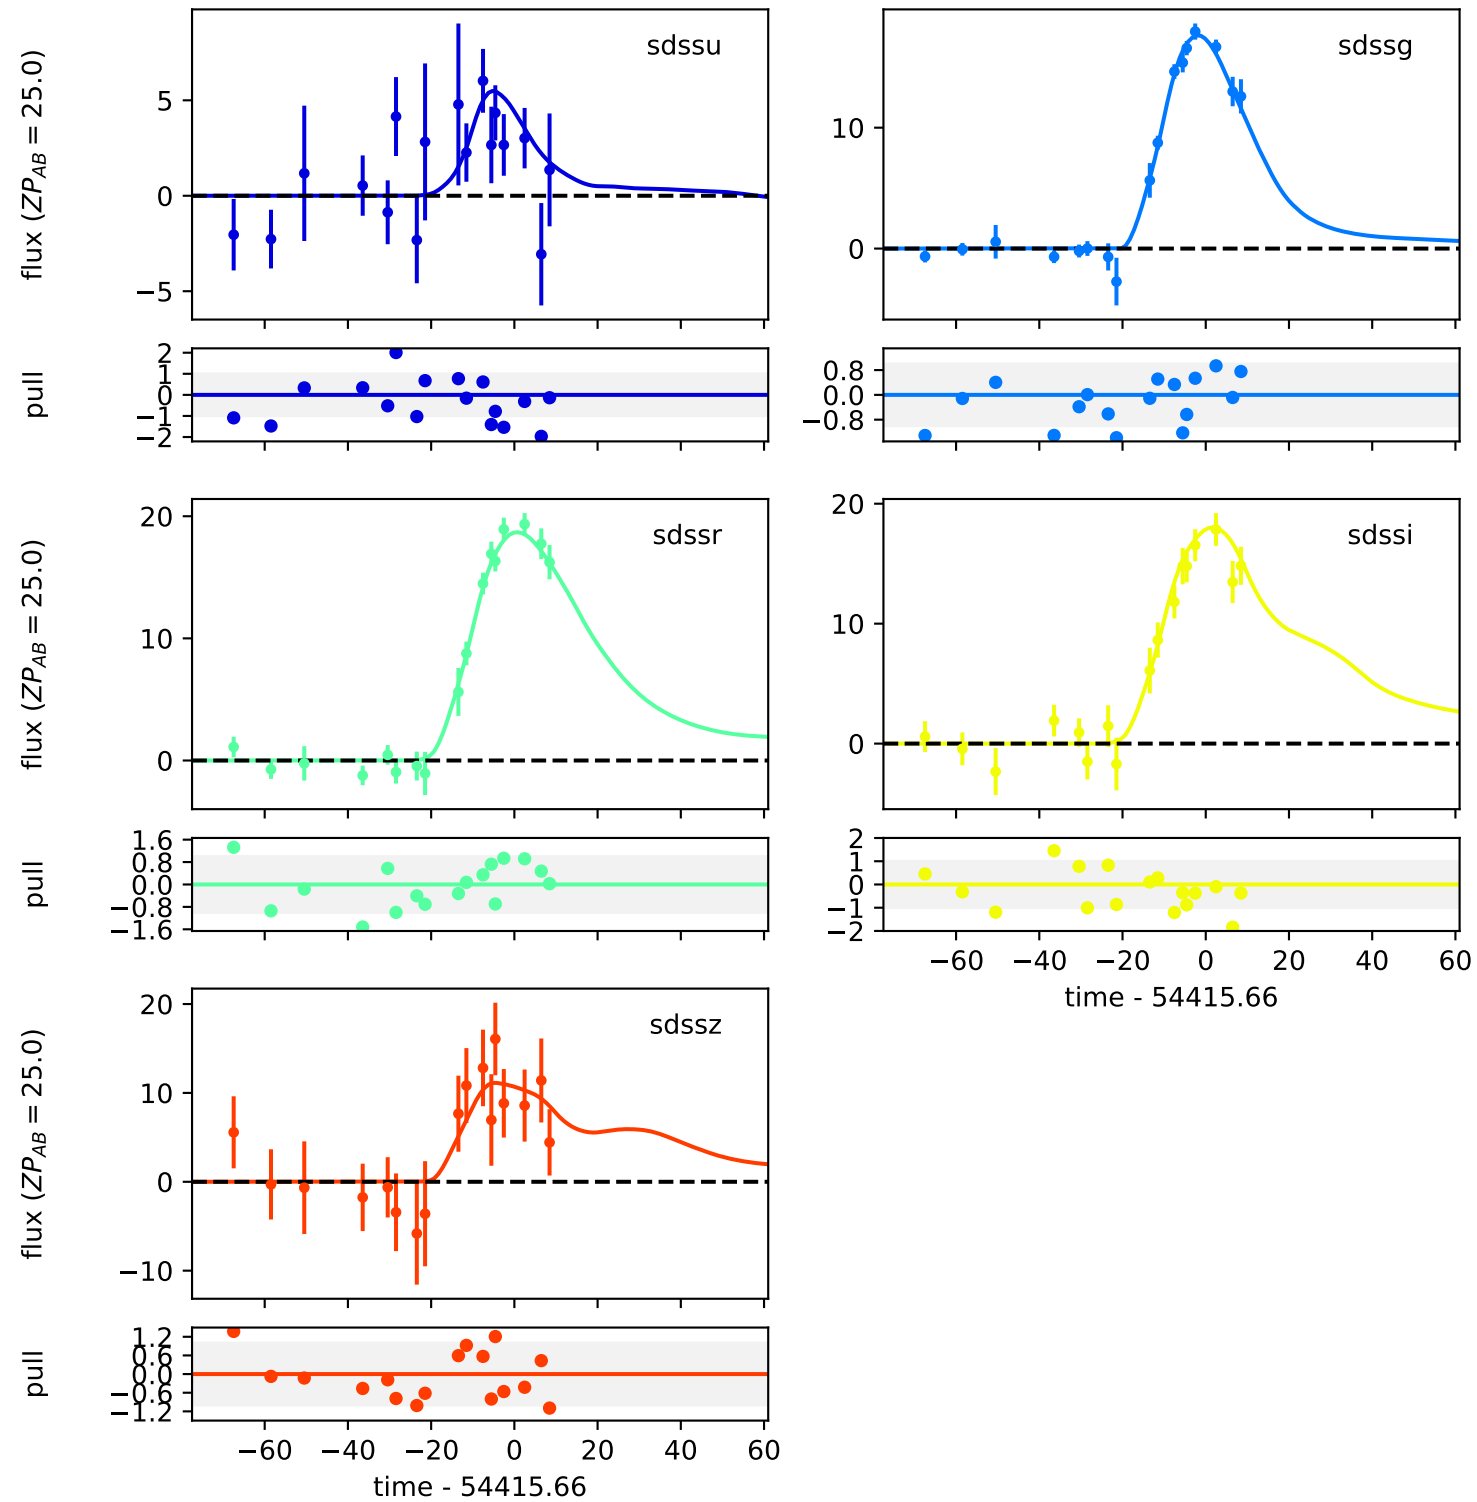 flux (ZP_AB = 25.0)
5
0
−5
sdssu
10
0
sdssg
pull
2
1
0
−1
−2
0.8
0.0
−0.8
flux (ZP_AB = 25.0)
20
10
0
sdssr
20
10
0
sdssi
pull
1.6
0.8
0.0
−0.8
−1.6
2
1
0
−1
−2
−60 −40 −20 0 20 40 60
time - 54415.66
flux (ZP_AB = 25.0)
20
10
0
−10
sdssz
pull
1.2
0.6
0.0
−0.6
−1.2
−60 −40 −20 0 20 40 60
time - 54415.66